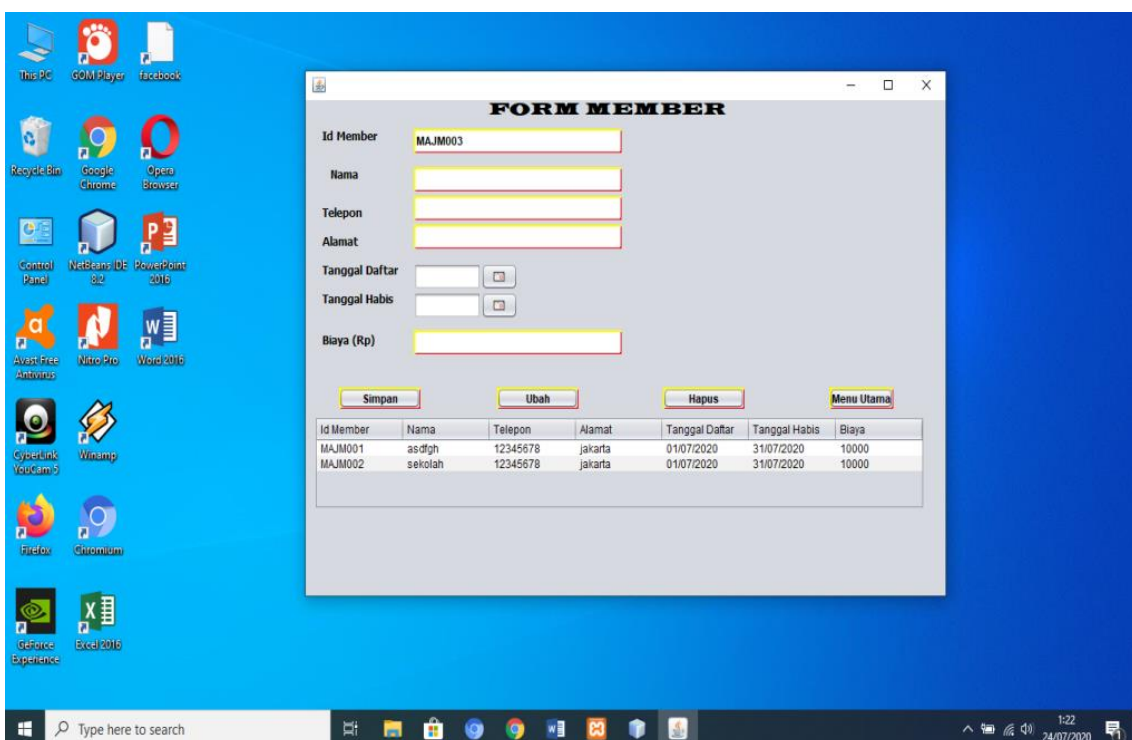 This PC
GOM Player
facebook
Recycle Bin
Google Chrome
Opera Browser
Control Panel
NetBeans IDE 8.2
PowerPoint 2016
Avast Free Antivirus
Nitro Pro
Word 2016
CyberLink YouCam 5
Winamp
Firefox
Chromium
GeForce Experience
Excel 2016
FORM MEMBER
Id Member MAJM003
Nama
Telepon
Alamat
Tanggal Daftar
Tanggal Habis
Biaya (Rp)
Simpan Ubah Hapus Menu Utama
Id Member Nama Telepon Alamat Tanggal Daftar Tanggal Habis Biaya
MAJM001 asdfgh 12345678 jakarta 01/07/2020 31/07/2020 10000
MAJM002 sekolah 12345678 jakarta 01/07/2020 31/07/2020 10000
Type here to search
1:22
24/07/2020